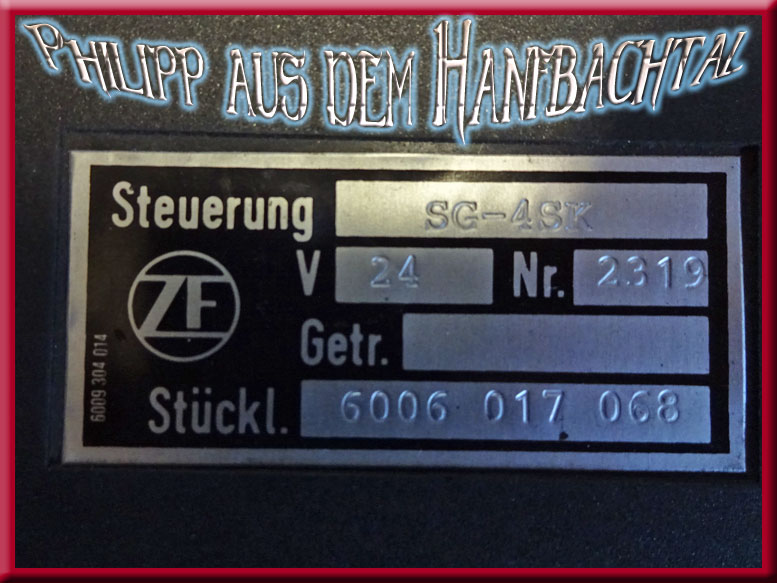 Philipp aus dem Hanfbachtal
Steuerung SG-4SK
ZF
V 24 Nr. 2319
Getr.
Stückl. 6006 017 068
6009 304 014